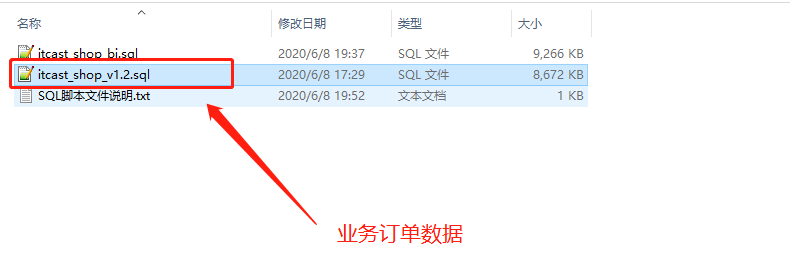 名称 修改日期 类型 大小
itcast_shop_bi.sql 2020/6/8 19:37 SQL 文件 9,266 KB
itcast_shop_v1.2.sql 2020/6/8 17:29 SQL 文件 8,672 KB
SQL脚本文件说明.txt 2020/6/8 19:52 文本文档 1 KB
业务订单数据